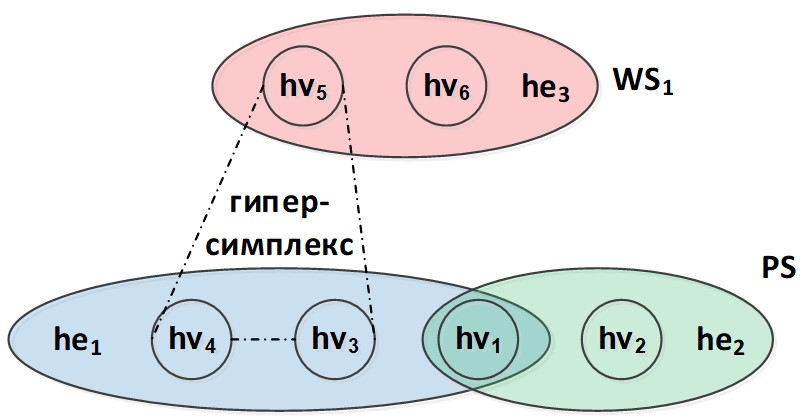 hv₅ hv₆ he₃ WS₁
гипер-
симплекс
PS
he₁ hv₄ hv₃ hv₁ hv₂ he₂